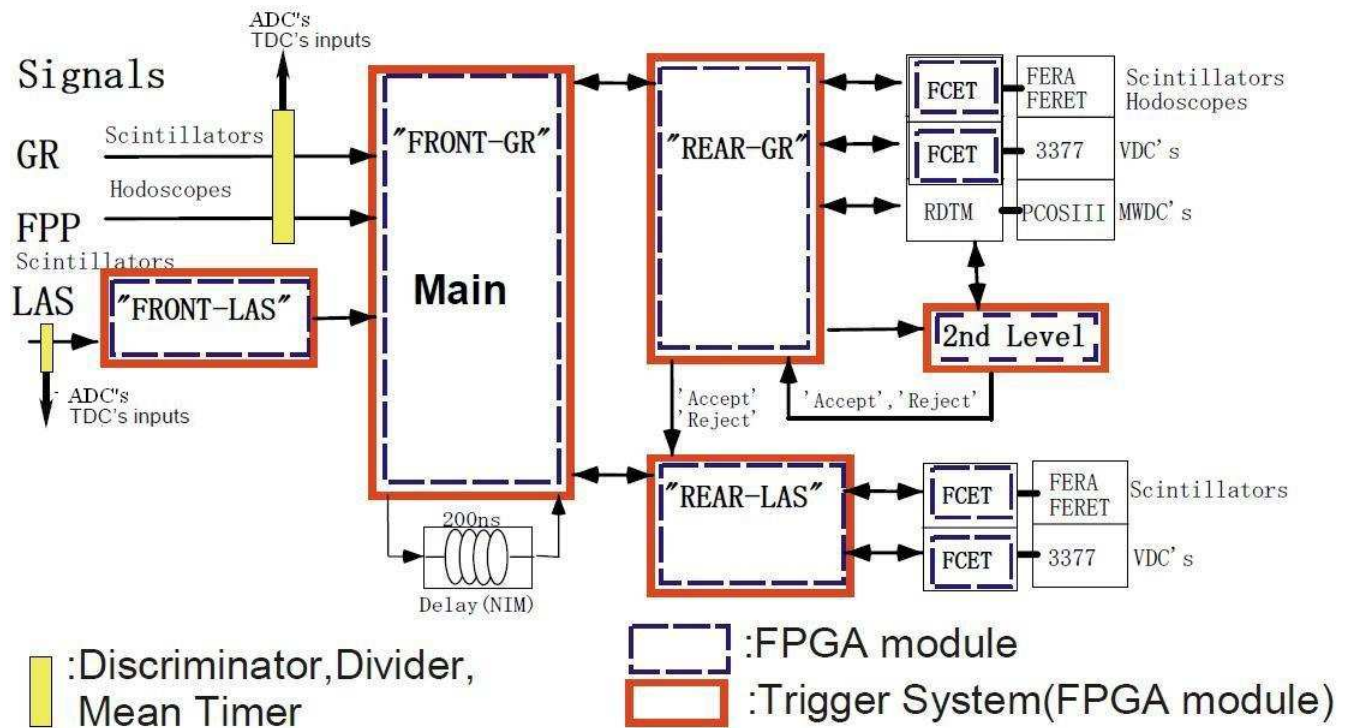 ADC's
TDC's inputs
Signals
GR
Scintillators
FPP
Hodoscopes
Scintillators
LAS
"FRONT-LAS"
ADC's
TDC's inputs
"FRONT-GR"
Main
200ns
Delay(NIM)
"REAR-GR"
FCET
FERA
FERET
Scintillators
Hodoscopes
FCET
3377
VDC's
RDTM
PCOSIII
MWDC's
2nd Level
'Accept'
'Reject'
'Accept','Reject'
"REAR-LAS"
FCET
FERA
FERET
Scintillators
FCET
3377
VDC's
:Discriminator,Divider,
Mean Timer
:FPGA module
:Trigger System(FPGA module)